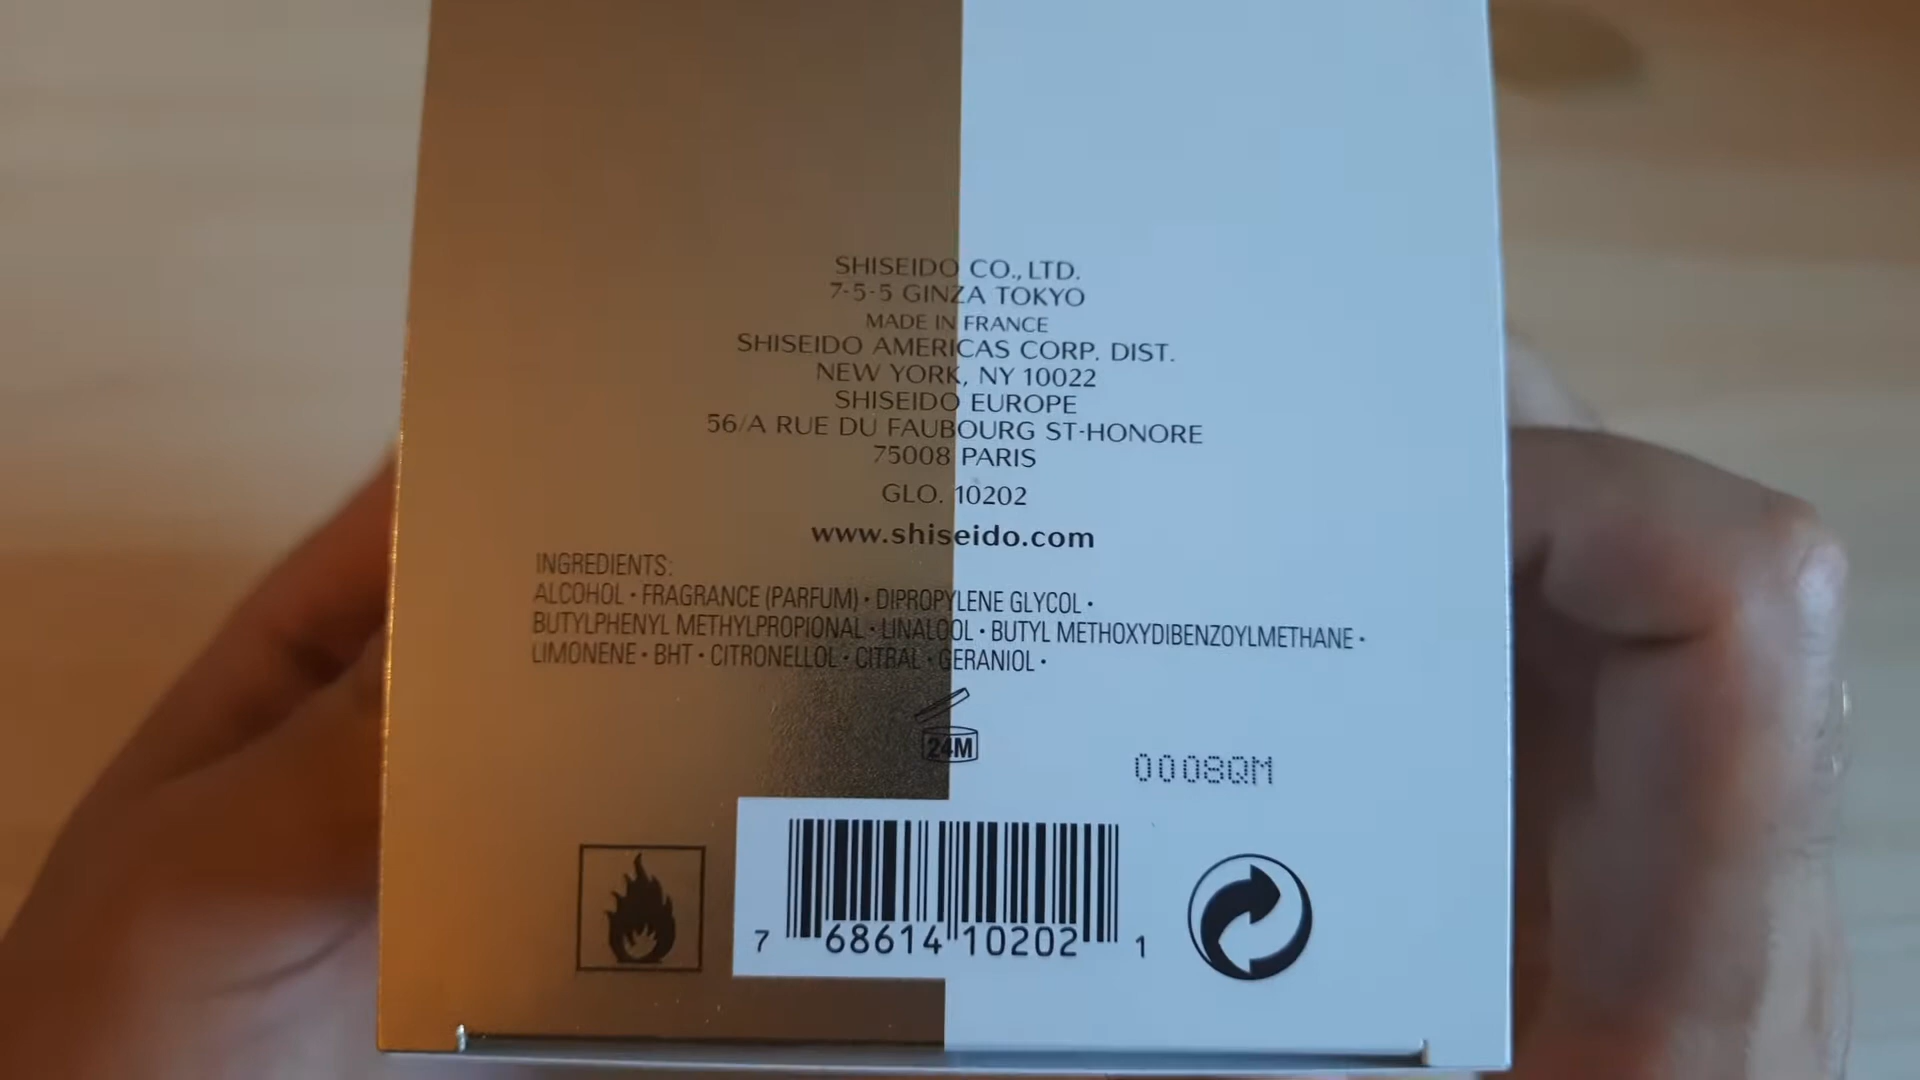 SHISEIDO CO., LTD.
7-5-5 GINZA TOKYO
MADE IN FRANCE
SHISEIDO AMERICAS CORP. DIST.
NEW YORK, NY 10022
SHISEIDO EUROPE
56/A RUE DU FAUBOURG ST-HONORE
75008 PARIS
GLO. 10202
www.shiseido.com
INGREDIENTS:
ALCOHOL · FRAGRANCE (PARFUM) · DIPROPYLENE GLYCOL ·
BUTYLPHENYL METHYLPROPIONAL · LINALOOL · BUTYL METHOXYDIBENZOYLMETHANE ·
LIMONENE · BHT · CITRONELLOL · CITRAL · GERANIOL ·
24M
0008QM
7 68614 10202 1